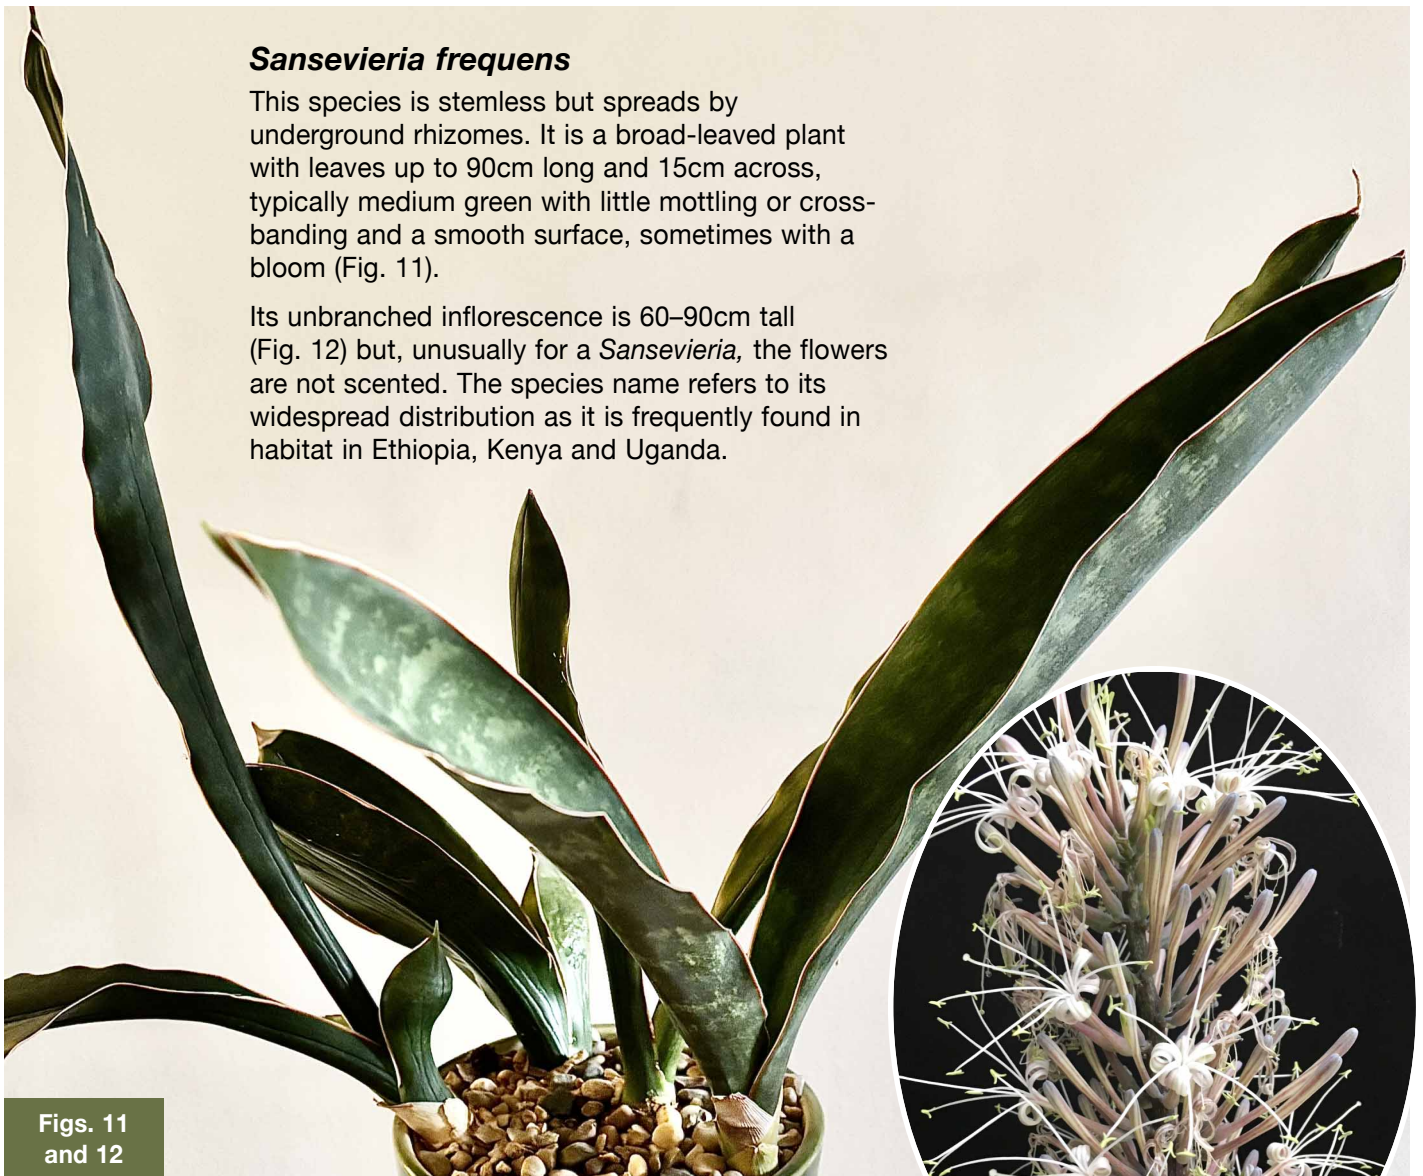 Sansevieria frequens
This species is stemless but spreads by
underground rhizomes. It is a broad-leaved plant
with leaves up to 90cm long and 15cm across,
typically medium green with little mottling or cross-
banding and a smooth surface, sometimes with a
bloom (Fig. 11).
Its unbranched inflorescence is 60–90cm tall
(Fig. 12) but, unusually for a Sansevieria, the flowers
are not scented. The species name refers to its
widespread distribution as it is frequently found in
habitat in Ethiopia, Kenya and Uganda.
Figs. 11
and 12